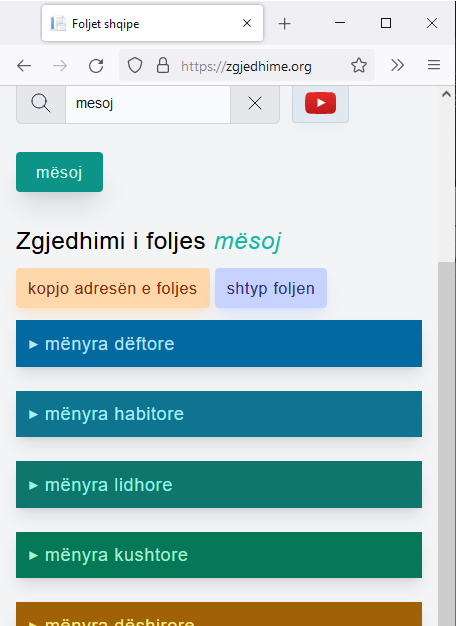 Foljet shqipe
https://zgjedhime.org
mesoj
mësoj
Zgjedhimi i foljes mësoj
kopjo adresën e foljes shtyp foljen
▸ mënyra dëftore
▸ mënyra habitore
▸ mënyra lidhore
▸ mënyra kushtore
▸ mënyra dëshirore